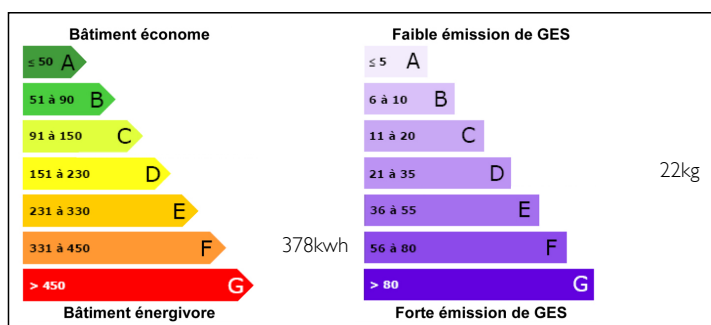 Bâtiment économe
≤ 50 A
51 à 90 B
91 à 150 C
151 à 230 D
231 à 330 E
331 à 450 F
378kwh
> 450 G
Bâtiment énergivore
Faible émission de GES
≤ 5 A
6 à 10 B
11 à 20 C
21 à 35 D
22kg
36 à 55 E
56 à 80 F
> 80 G
Forte émission de GES